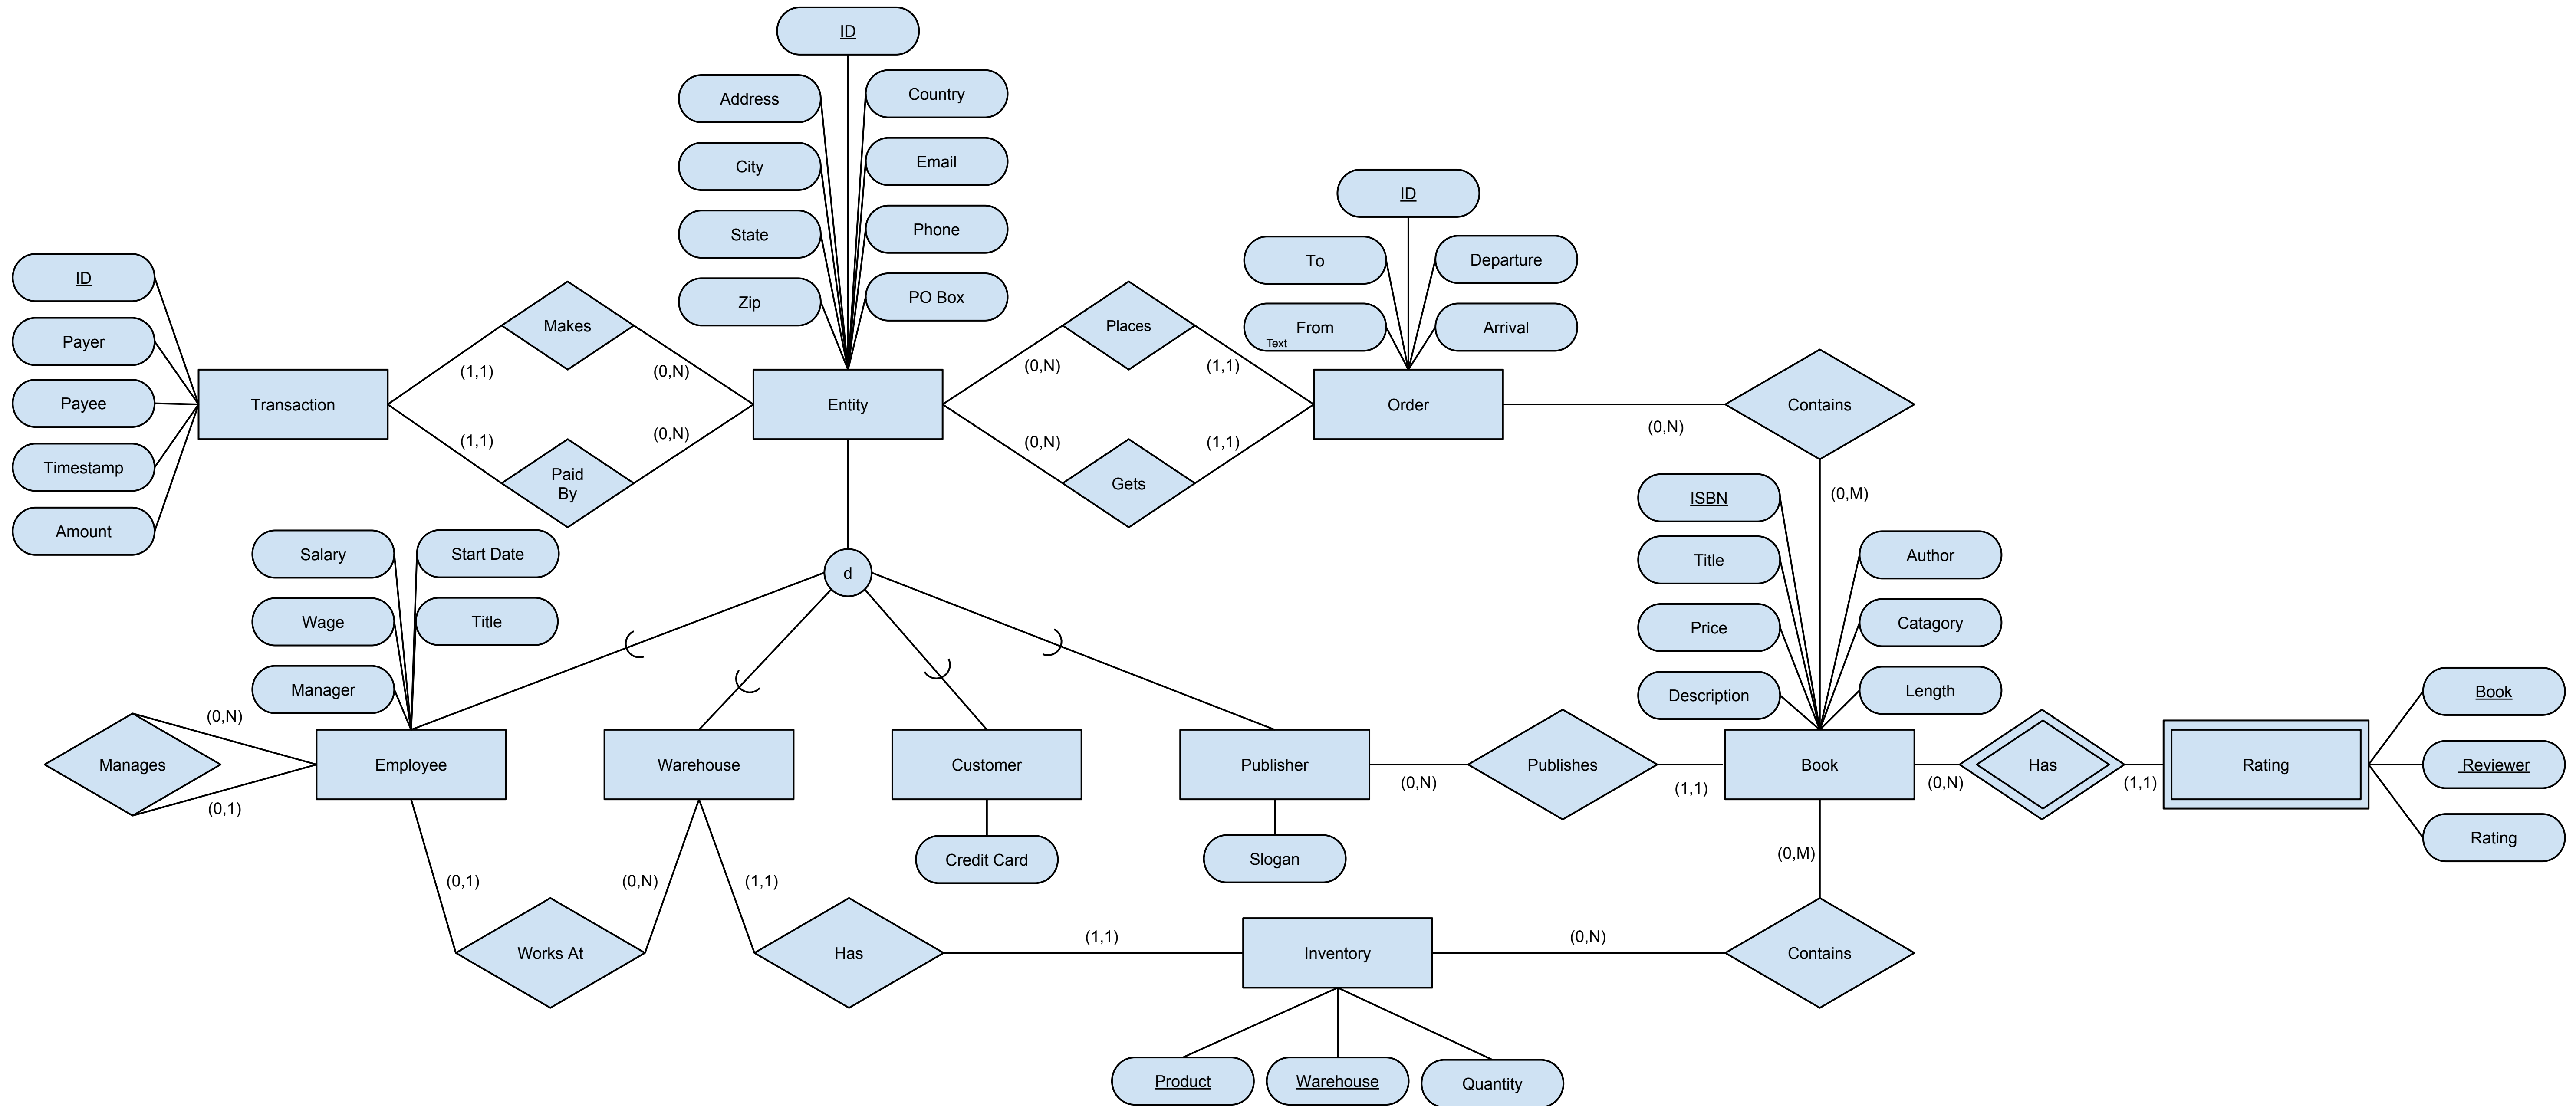 ID
Address
Country
City
Email
State
Phone
Zip
PO Box
ID
To
Departure
From
Text
Arrival
ID
Payer
Payee
Timestamp
Amount
Makes
(1,1)
(0,N)
Transaction
Entity
(1,1)
(0,N)
Paid
By
Places
(0,N)
(1,1)
Order
(0,N)
(1,1)
Gets
Contains
(0,N)
(0,M)
Salary
Start Date
Wage
Title
Manager
d
ISBN
Title
Author
Price
Catagory
Description
Length
Manages
(0,N)
(0,1)
Employee
Warehouse
Customer
Publisher
(0,N)
Publishes
(1,1)
Book
(0,N)
Has
(1,1)
Rating
Book
Reviewer
Rating
Credit Card
Slogan
(0,1)
Works At
(0,N)
(1,1)
Has
(1,1)
Inventory
(0,N)
(0,M)
Contains
Product
Warehouse
Quantity